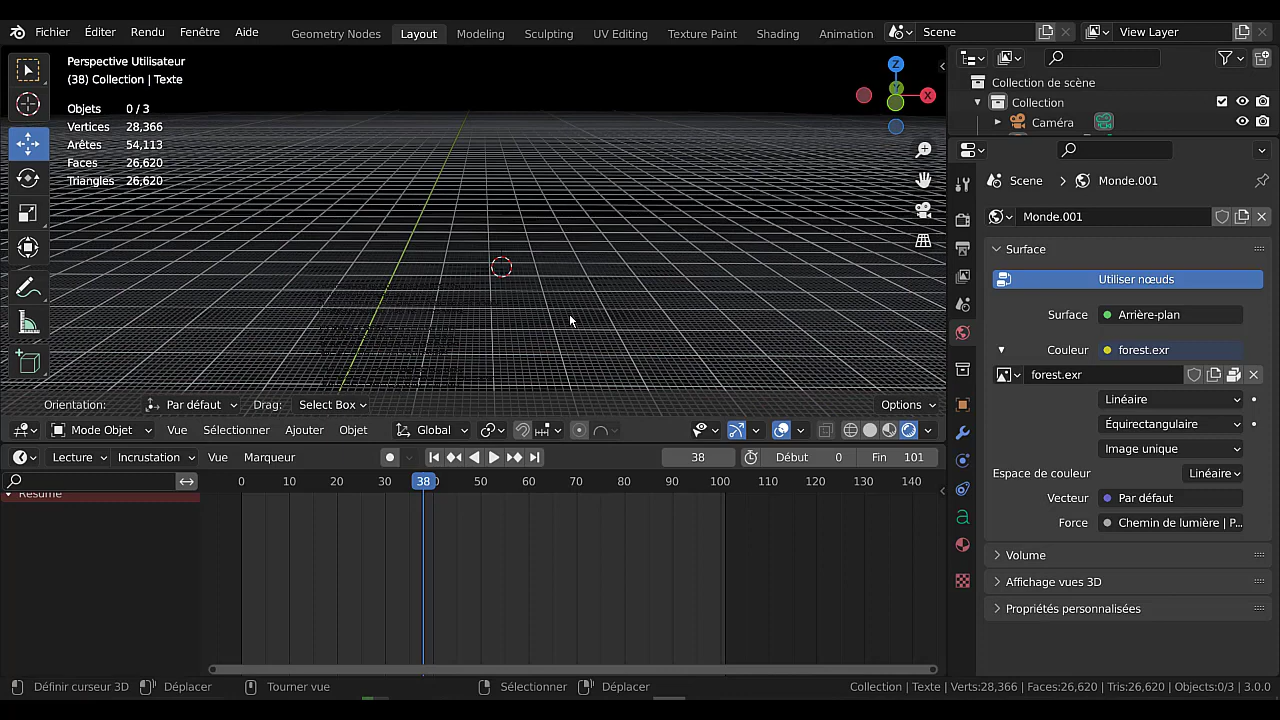 Fichier Éditer Rendu Fenêtre Aide Geometry Nodes Layout Modeling Sculpting UV Editing Texture Paint Shading Animation Scene View Layer
Perspective Utilisateur
(38) Collection | Texte
Objets 0 / 3
Vertices 28,366
Arêtes 54,113
Faces 26,620
Triangles 26,620
Z
Y
X
Collection de scène
Collection
Caméra
Scene Monde.001
Monde.001
Surface
Utiliser nœuds
Surface Arrière-plan
Couleur forest.exr
forest.exr
Linéaire
Équirectangulaire
Image unique
Espace de couleur Linéaire
Vecteur Par défaut
Force Chemin de lumière | P...
Volume
Affichage vues 3D
Propriétés personnalisées
Orientation: Par défaut Drag: Select Box Options
Mode Objet Vue Sélectionner Ajouter Objet Global
Lecture Incrustation Vue Marqueur 38 Début 0 Fin 101
0 10 20 30 38 50 60 70 80 90 100 110 120 130 140
Résumé
Définir curseur 3D Déplacer Tourner vue Sélectionner Déplacer Collection | Texte | Verts:28,366 | Faces:26,620 | Tris:26,620 | Objects:0/3 | 3.0.0